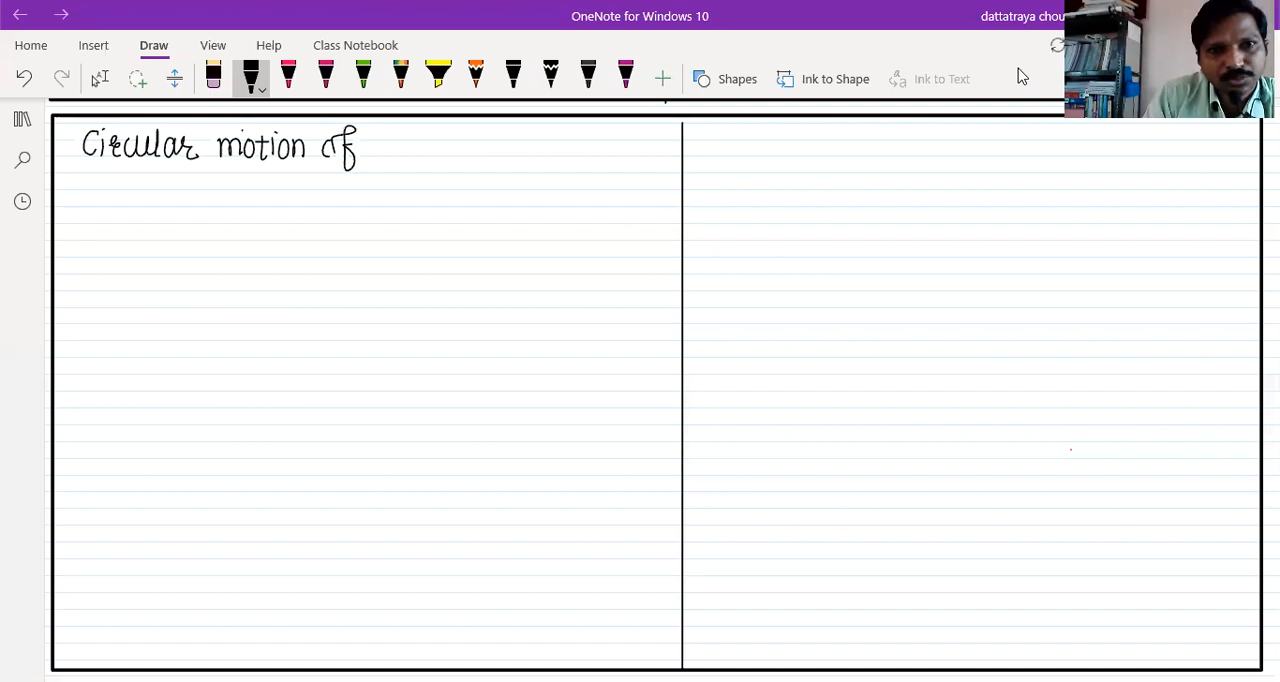 OneNote for Windows 10
dattatraya
Home Insert Draw View Help Class Notebook
Shapes Ink to Shape Ink to Text
Circular motion of